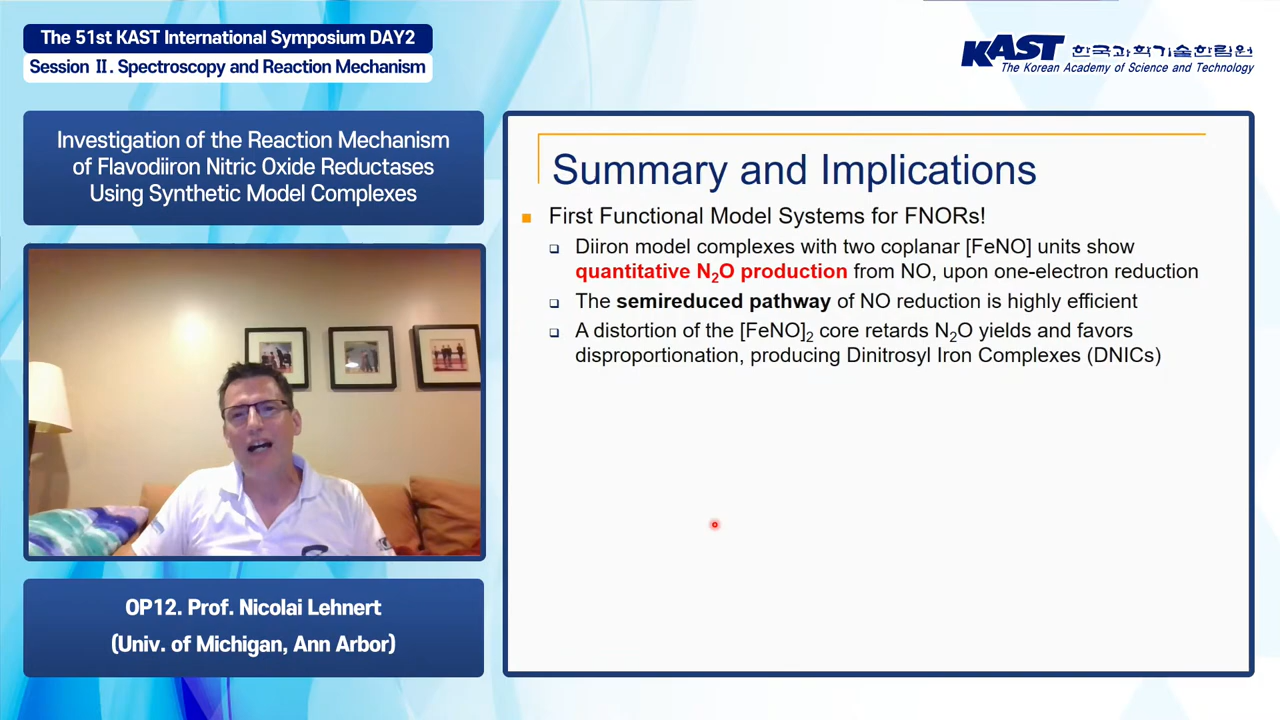 The 51st KAST International Symposium DAY2
Session Ⅱ. Spectroscopy and Reaction Mechanism
KAST 한국과학기술한림원
The Korean Academy of Science and Technology
Investigation of the Reaction Mechanism
of Flavodiiron Nitric Oxide Reductases
Using Synthetic Model Complexes
OP12. Prof. Nicolai Lehnert
(Univ. of Michigan, Ann Arbor)
Summary and Implications
First Functional Model Systems for FNORs!
Diiron model complexes with two coplanar [FeNO] units show
quantitative N₂O production from NO, upon one-electron reduction
The semireduced pathway of NO reduction is highly efficient
A distortion of the [FeNO]₂ core retards N₂O yields and favors
disproportionation, producing Dinitrosyl Iron Complexes (DNICs)